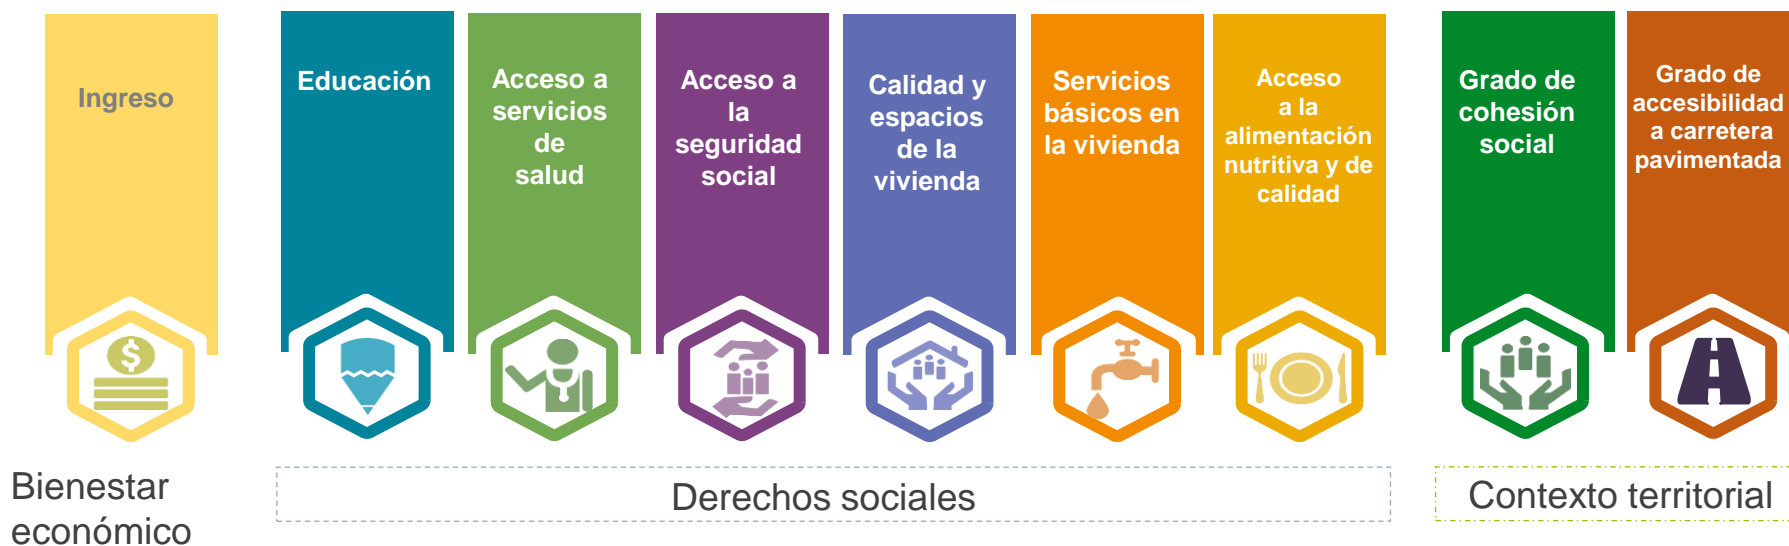 Ingreso
Educación
Acceso a
servicios
de
salud
Acceso a
la
seguridad
social
Calidad y
espacios
de la
vivienda
Servicios
básicos en
la vivienda
Acceso
a la
alimentación
nutritiva y de
calidad
Grado de
cohesión
social
Grado de
accesibilidad
a carretera
pavimentada
$
Bienestar
económico
Derechos sociales
Contexto territorial